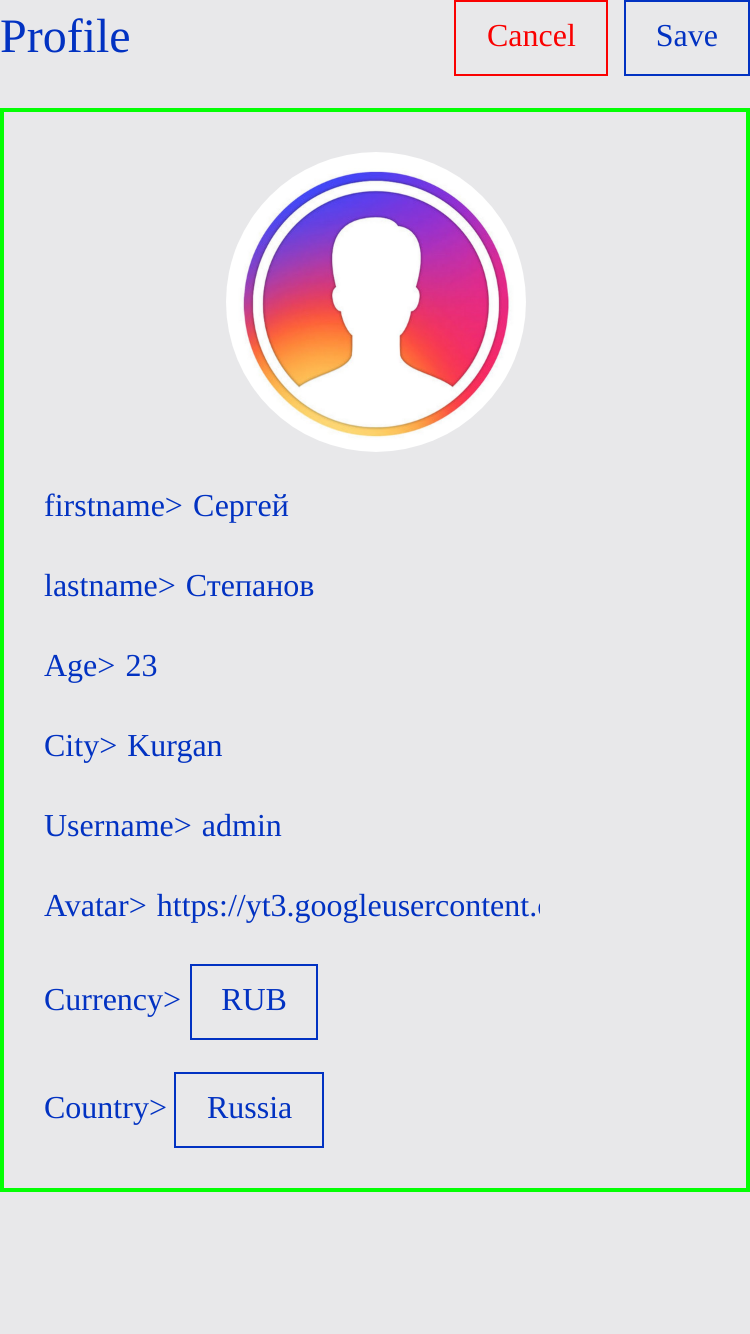 Profile
Cancel
Save
firstname> Сергей
lastname> Степанов
Age> 23
City> Kurgan
Username> admin
Avatar> https://yt3.googleusercontent.
Currency> RUB
Country> Russia